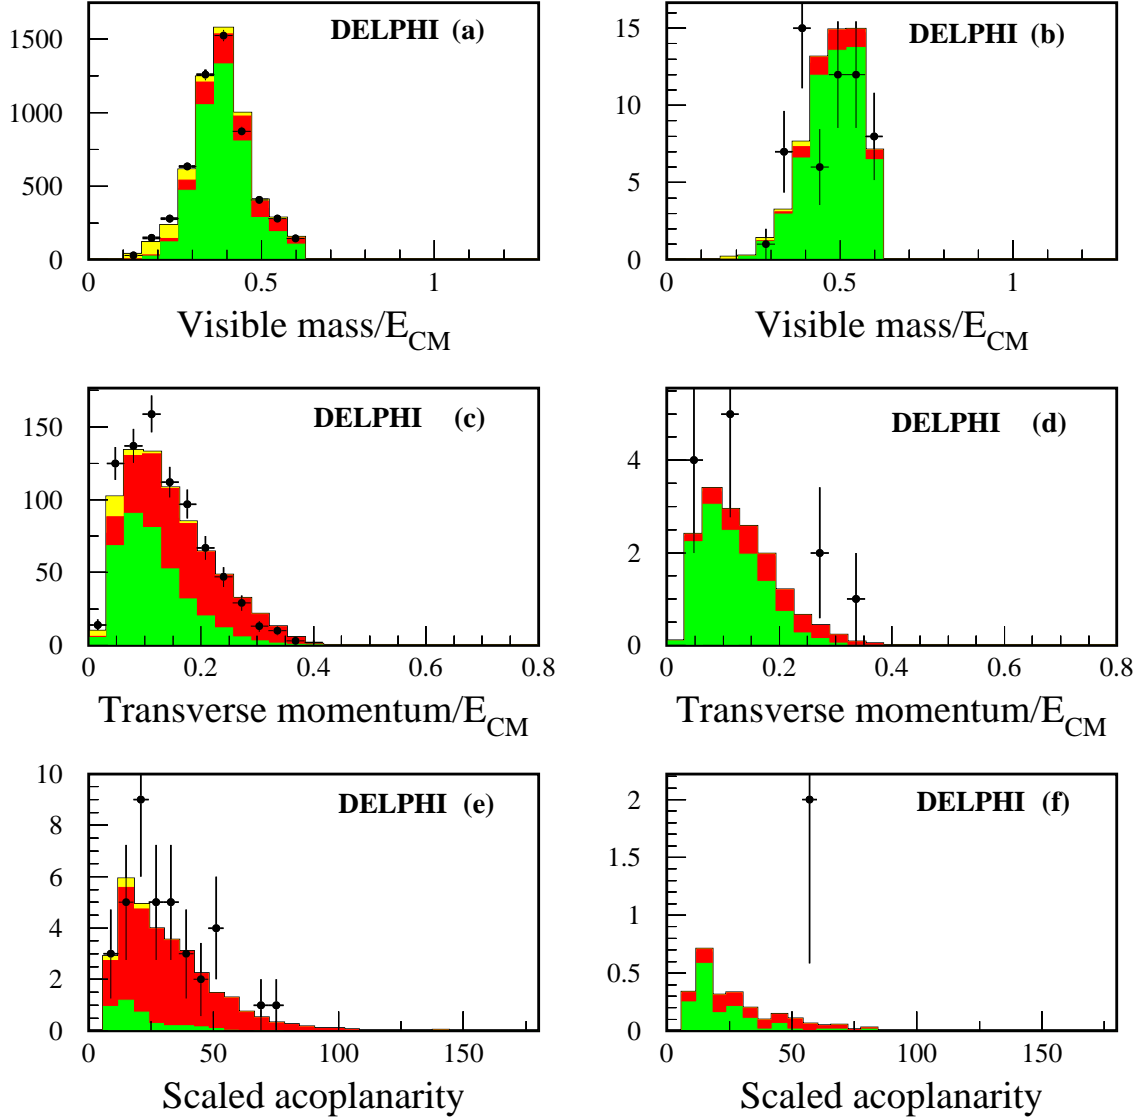 DELPHI (a)
1500
1000
500
0
0 0.5 1
Visible mass/E_CM
DELPHI (b)
15
10
5
0
0 0.5 1
Visible mass/E_CM
DELPHI (c)
150
100
50
0
0 0.2 0.4 0.6 0.8
Transverse momentum/E_CM
DELPHI (d)
4
2
0
0 0.2 0.4 0.6 0.8
Transverse momentum/E_CM
DELPHI (e)
10
8
6
4
2
0
0 50 100 150
Scaled acoplanarity
DELPHI (f)
2
1.5
1
0.5
0
0 50 100 150
Scaled acoplanarity